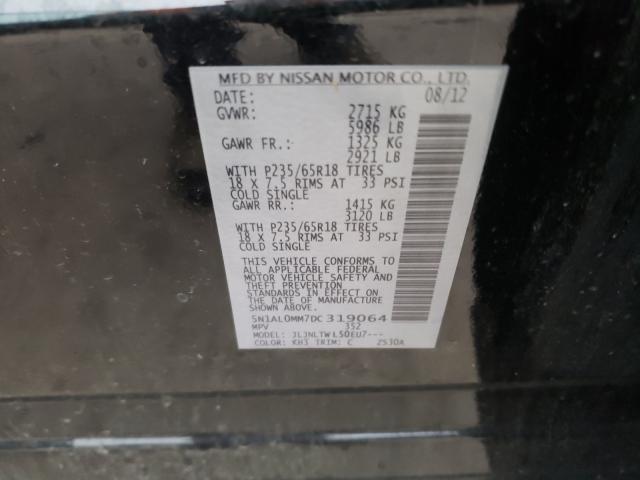 MFD BY NISSAN MOTOR CO., LTD.
DATE: 08/12
GVWR: 2715 KG
5986 LB
GAWR FR.: 1325 KG
2921 LB
WITH P235/65R18 TIRES
18 X 7.5 RIMS AT 33 PSI
COLD SINGLE
GAWR RR.: 1415 KG
3120 LB
WITH P235/65R18 TIRES
18 X 7.5 RIMS AT 33 PSI
COLD SINGLE
THIS VEHICLE CONFORMS TO
ALL APPLICABLE FEDERAL
MOTOR VEHICLE SAFETY AND
THEFT PREVENTION
STANDARDS IN EFFECT ON THE
DATE OF MANUFACTURE
SHOWN ABOVE.
5N1AL0MM7DC319064
MPV 352
MODEL: JLJNLTWL50EU7---
COLOR: KH3 TRIM: C 2S30A